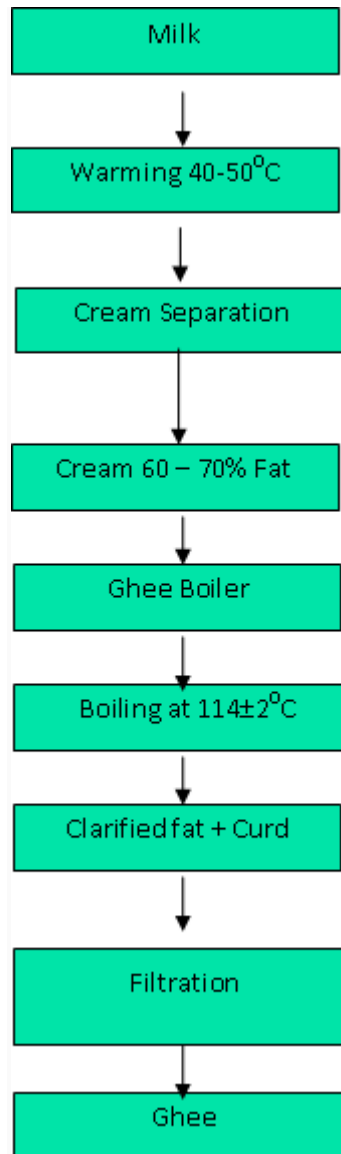 Milk
Warming 40-50⁰C
Cream Separation
Cream 60 – 70% Fat
Ghee Boiler
Boiling at 114±2⁰C
Clarified fat + Curd
Filtration
Ghee